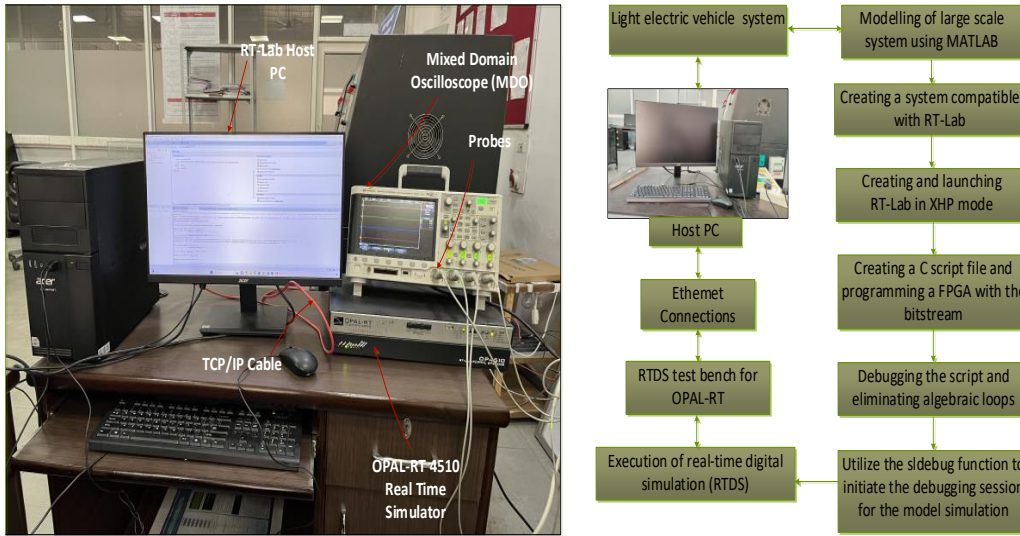 RT-Lab Host
PC
Mixed Domain
Oscilloscope (MDO)
Probes
acer
acer
OPAL-RT
TCP/IP Cable
OPAL-RT 4510
Real Time
Simulator
Light electric vehicle system
Modelling of large scale
system using MATLAB
Creating a system compatible
with RT-Lab
Creating and launching
RT-Lab in XHP mode
Host PC
Creating a C script file and
programming a FPGA with the
bitstream
Ethernet
Connections
RTDS test bench for
OPAL-RT
Debugging the script and
eliminating algebraic loops
Execution of real-time digital
simulation (RTDS)
Utilize the sldebug function to
initiate the debugging session
for the model simulation